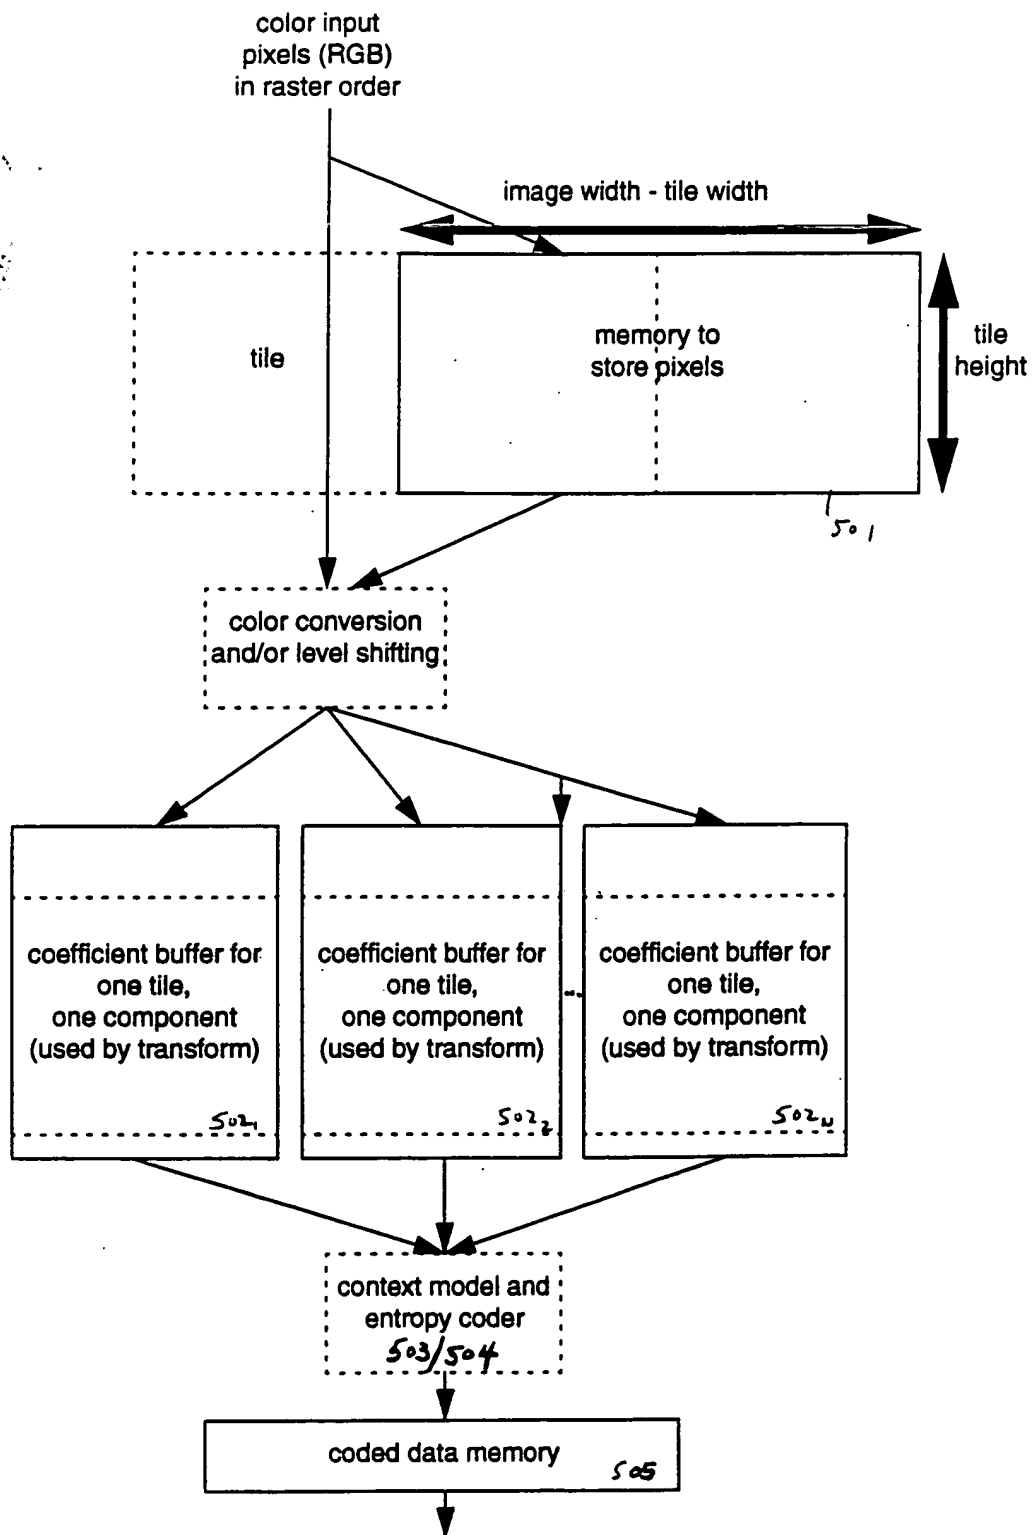 color input
pixels (RGB)
in raster order
image width - tile width
tile
memory to
store pixels
tile
height
501
color conversion
and/or level shifting
coefficient buffer for
one tile,
one component
(used by transform)
502₁
coefficient buffer for
one tile,
one component
(used by transform)
502₂
...
coefficient buffer for
one tile,
one component
(used by transform)
502N
context model and
entropy coder
503/504
coded data memory
505